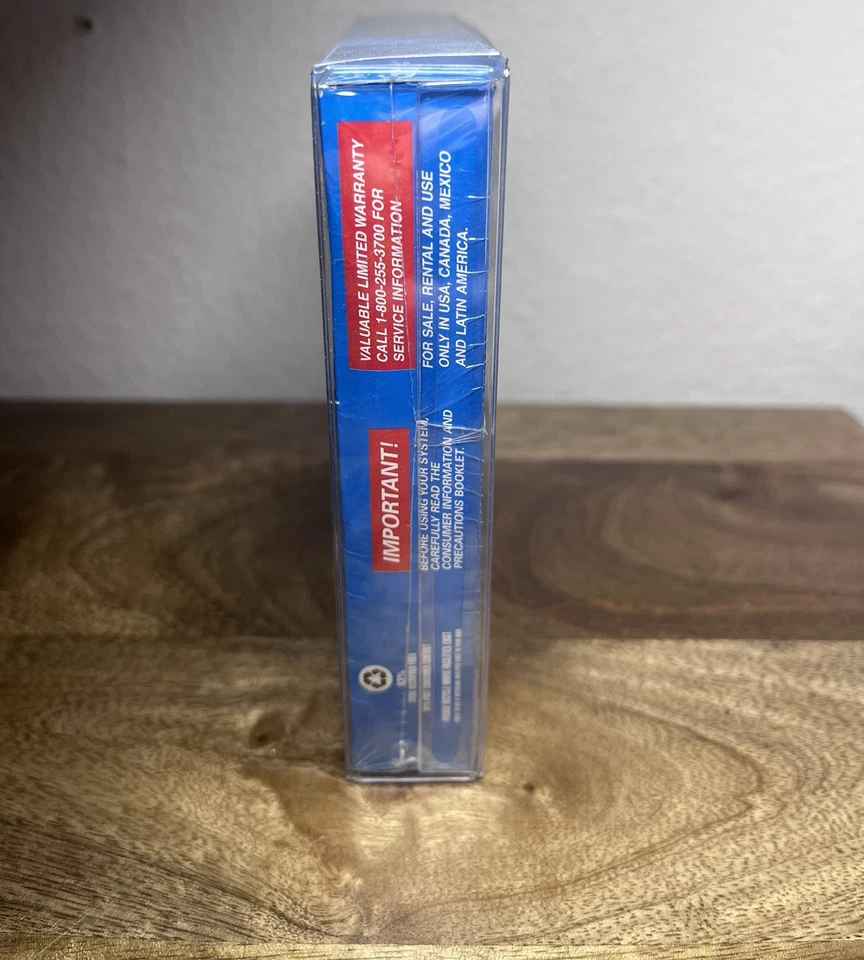 VALUABLE LIMITED WARRANTY
CALL 1-800-255-3700 FOR
SERVICE INFORMATION
FOR SALE, RENTAL AND USE
ONLY IN USA, CANADA, MEXICO
AND LATIN AMERICA.
IMPORTANT!
BEFORE USING YOUR SYSTEM,
CAREFULLY READ THE
CONSUMER INFORMATION AND
PRECAUTIONS BOOKLET.